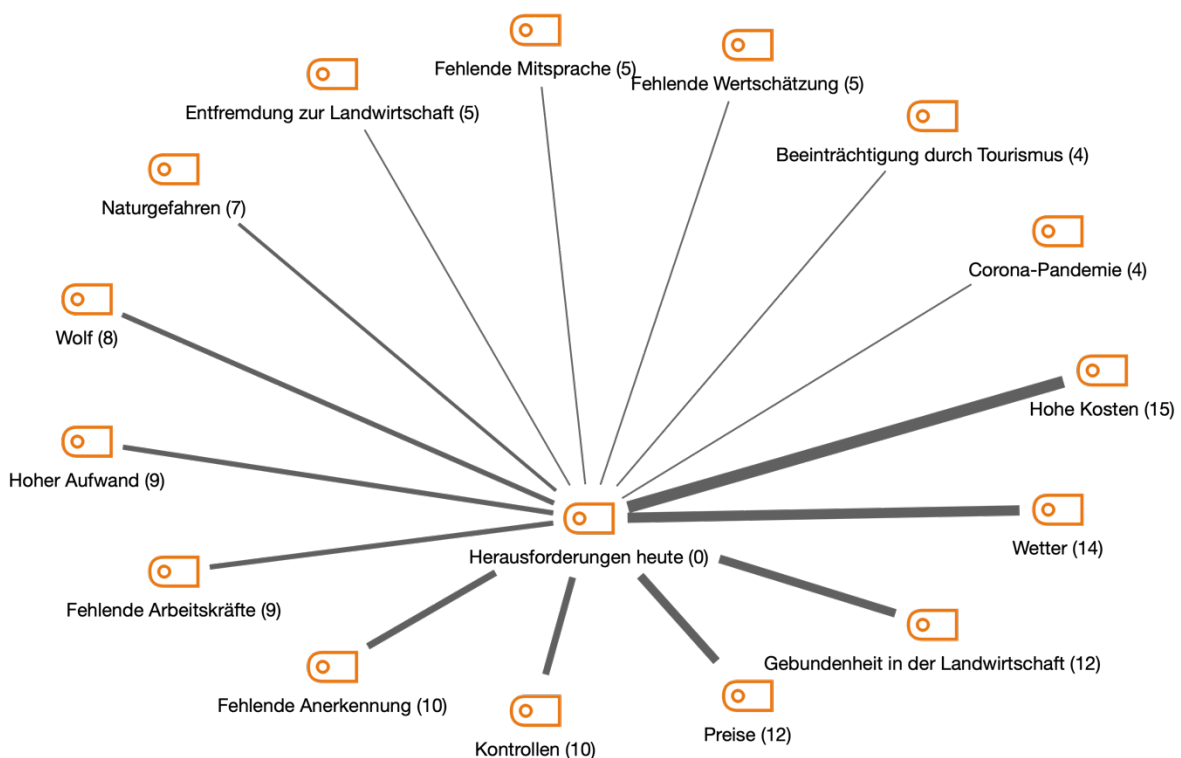 Fehlende Mitsprache (5)
Fehlende Wertschätzung (5)
Entfremdung zur Landwirtschaft (5)
Beeinträchtigung durch Tourismus (4)
Naturgefahren (7)
Corona-Pandemie (4)
Wolf (8)
Hohe Kosten (15)
Hoher Aufwand (9)
Wetter (14)
Herausforderungen heute (0)
Fehlende Arbeitskräfte (9)
Gebundenheit in der Landwirtschaft (12)
Fehlende Anerkennung (10)
Preise (12)
Kontrollen (10)